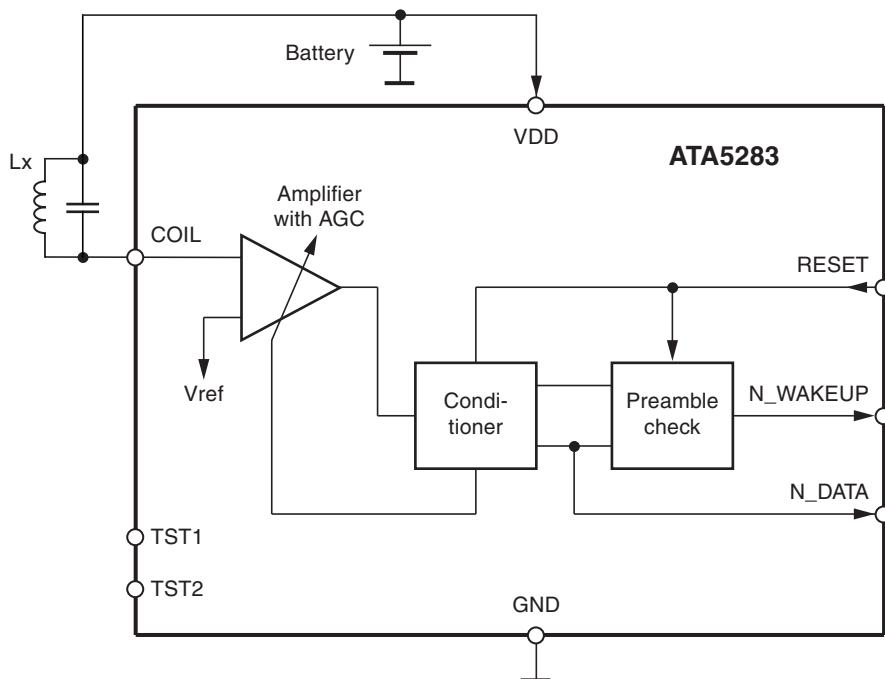 Battery
VDD
ATA5283
Lx
Amplifier
with AGC
COIL
RESET
Vref
Condi-
tioner
Preamble
check
N_WAKEUP
N_DATA
TST1
TST2
GND